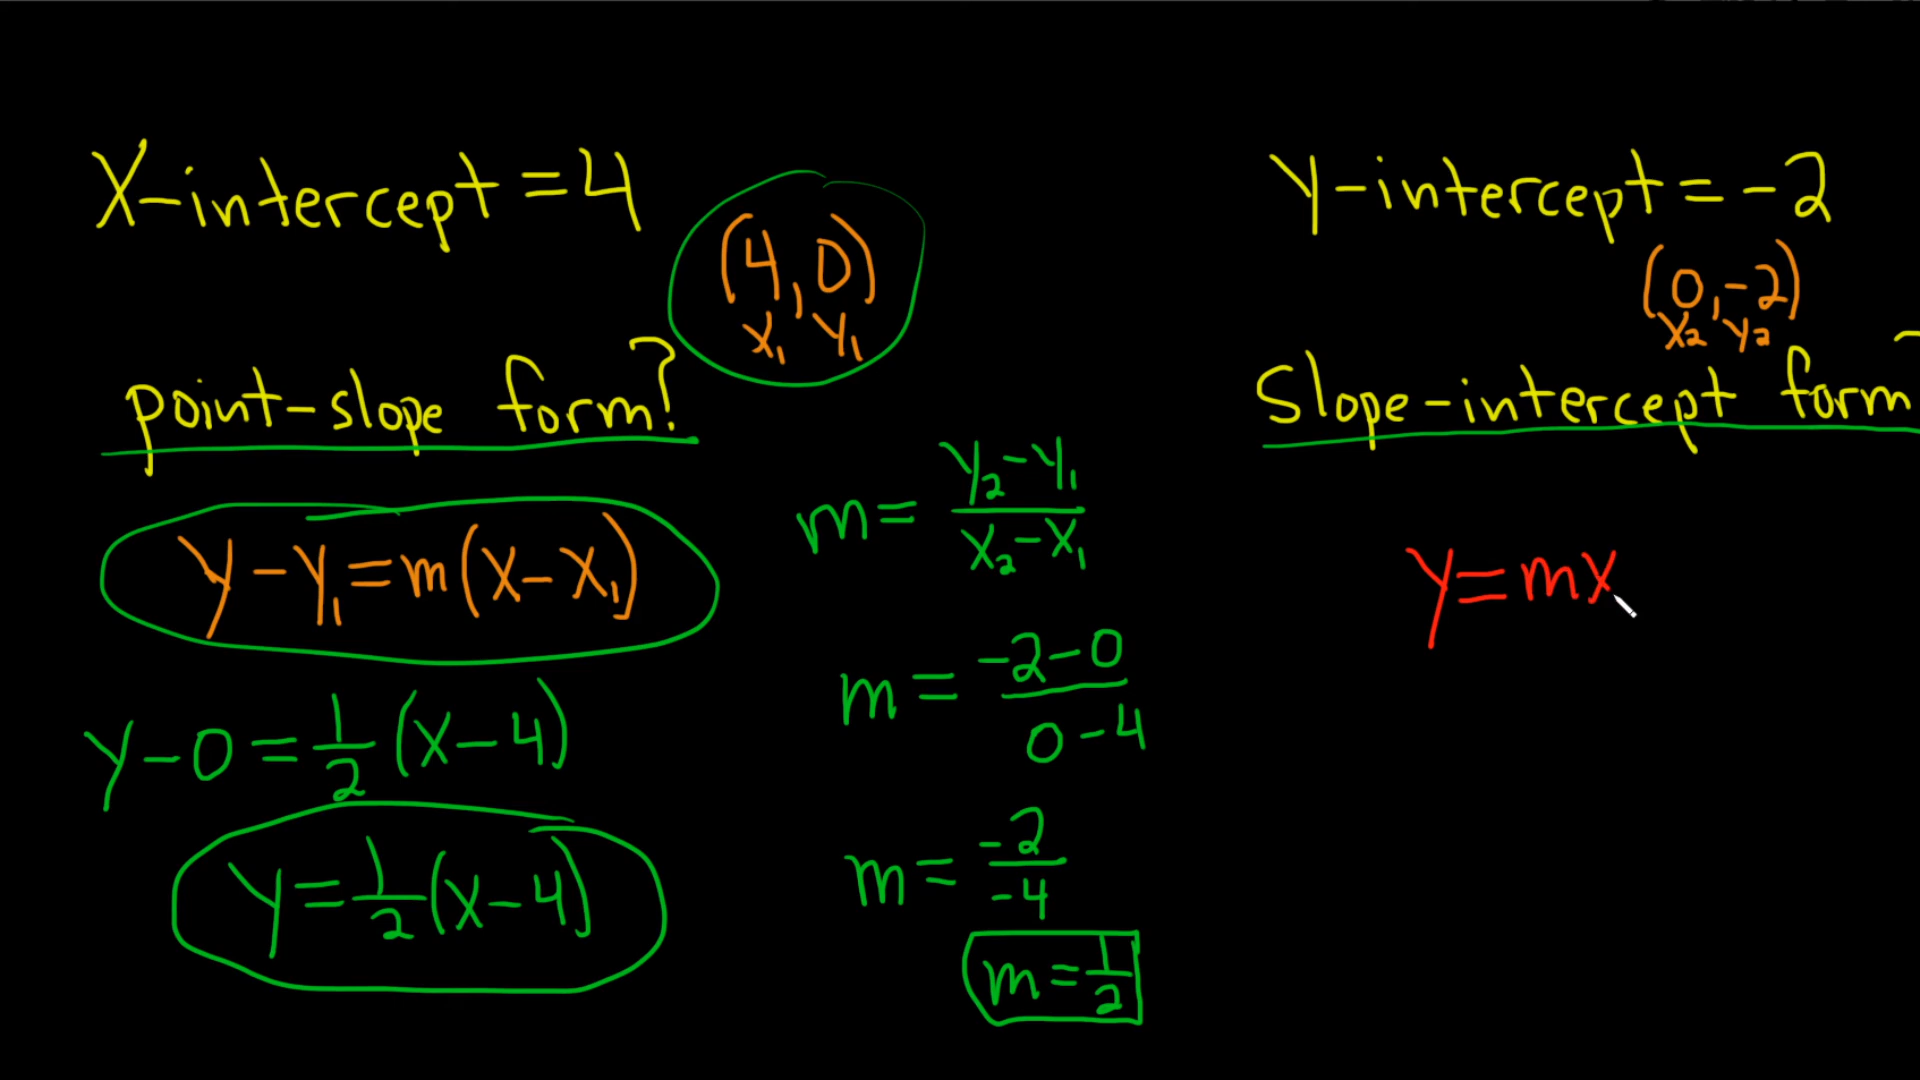 X-intercept = 4
(4, 0)
X₁ Y₁
point-slope form?
y - y₁ = m(x - x₁)
y - 0 = 1/2 (x - 4)
y = 1/2 (x - 4)
m = (y₂ - y₁)/(x₂ - x₁)
m = (-2 - 0)/(0 - 4)
m = -2/-4
m = 1/2
Y-intercept = -2
(0, -2)
X₂ Y₂
Slope-intercept form
y = mx